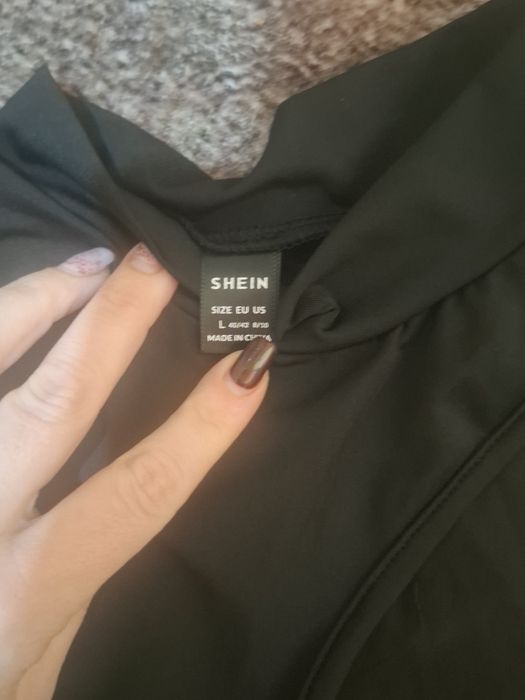 SHEIN
SIZE EU US
L 40/42 8/10
MADE IN CHINA